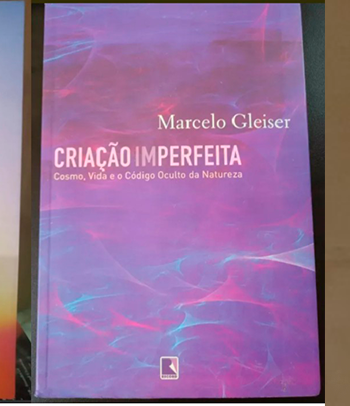 Marcelo Gleiser
CRIAÇÃO IMPERFEITA
Cosmo, Vida e o Código Oculto da Natureza